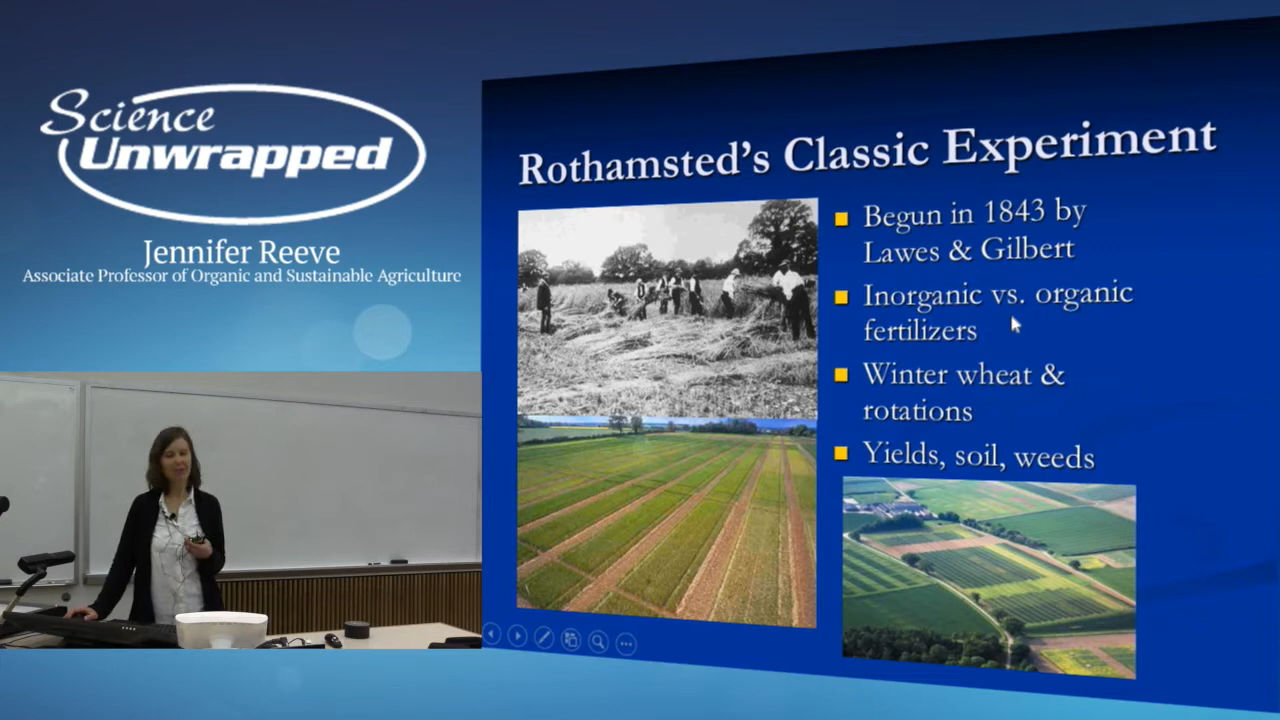 Science
Unwrapped
Jennifer Reeve
Associate Professor of Organic and Sustainable Agriculture
Rothamsted's Classic Experiment
Begun in 1843 by
Lawes & Gilbert
Inorganic vs. organic
fertilizers
Winter wheat &
rotations
Yields, soil, weeds